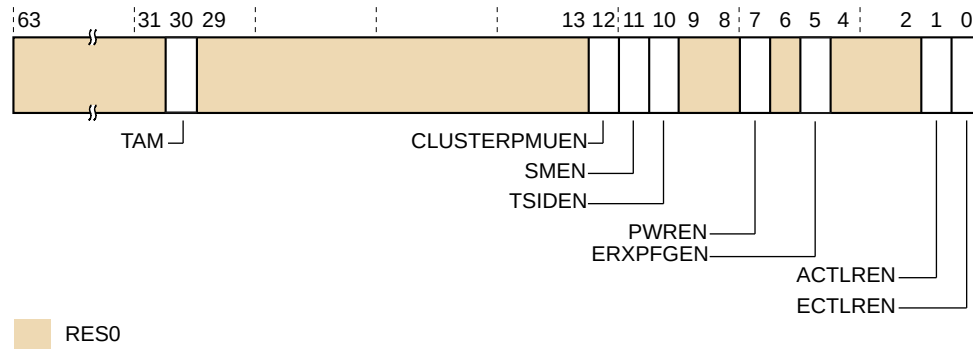 63 31 30 29 13 12 11 10 9 8 7 6 5 4 2 1 0
TAM
CLUSTERPMUEN
SMEN
TSIDEN
PWREN
ERXPFGEN
ACTLREN
ECTLREN
RES0